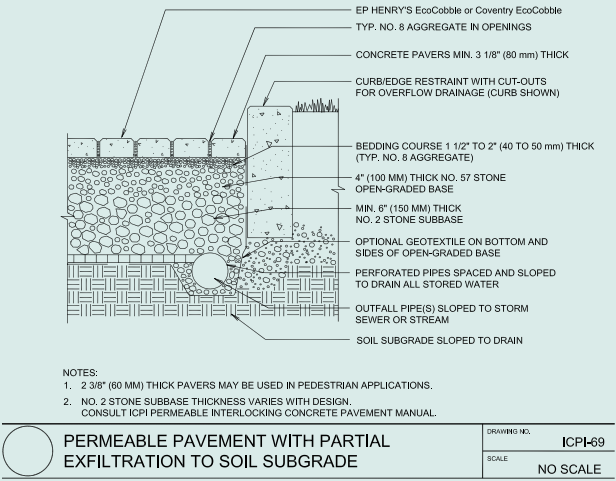 EP HENRY'S EcoCobble or Coventry EcoCobble
TYP. NO. 8 AGGREGATE IN OPENINGS
CONCRETE PAVERS MIN. 3 1/8" (80 mm) THICK
CURB/EDGE RESTRAINT WITH CUT-OUTS
FOR OVERFLOW DRAINAGE (CURB SHOWN)
BEDDING COURSE 1 1/2" TO 2" (40 TO 50 mm) THICK
(TYP. NO. 8 AGGREGATE)
4" (100 MM) THICK NO. 57 STONE
OPEN-GRADED BASE
MIN. 6" (150 MM) THICK
NO. 2 STONE SUBBASE
OPTIONAL GEOTEXTILE ON BOTTOM AND
SIDES OF OPEN-GRADED BASE
PERFORATED PIPES SPACED AND SLOPED
TO DRAIN ALL STORED WATER
OUTFALL PIPE(S) SLOPED TO STORM
SEWER OR STREAM
SOIL SUBGRADE SLOPED TO DRAIN
NOTES:
1. 2 3/8" (60 MM) THICK PAVERS MAY BE USED IN PEDESTRIAN APPLICATIONS.
2. NO. 2 STONE SUBBASE THICKNESS VARIES WITH DESIGN.
CONSULT ICPI PERMEABLE INTERLOCKING CONCRETE PAVEMENT MANUAL.
PERMEABLE PAVEMENT WITH PARTIAL
EXFILTRATION TO SOIL SUBGRADE
DRAWING NO.
ICPI-69
SCALE
NO SCALE